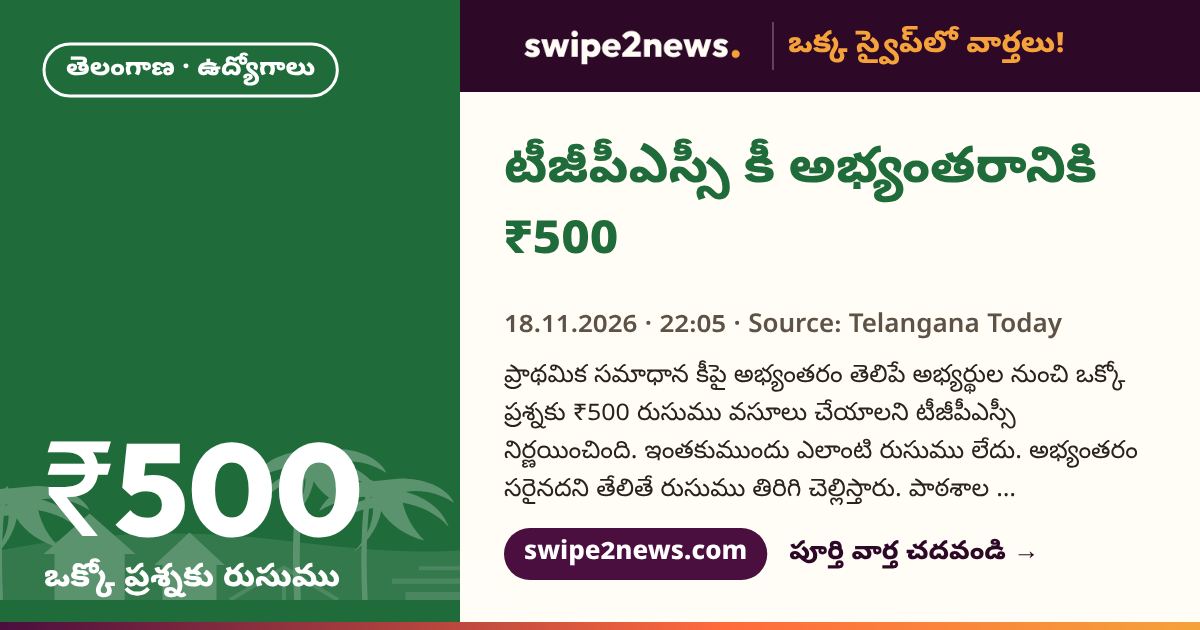 తెలంగాణ · ఉద్యోగాలు
₹500
ఒక్కో ప్రశ్నకు రుసుము
swipe2news.
ఒక్క స్వైప్‌లో వార్తలు!
టీజీపీఎస్సీ కీ అభ్యంతరానికి
₹500
18.11.2026 · 22:05 · Source: Telangana Today
ప్రాథమిక సమాధాన కీపై అభ్యంతరం తెలిపే అభ్యర్థుల నుంచి ఒక్కో
ప్రశ్నకు ₹500 రుసుము వసూలు చేయాలని టీజీపీఎస్సీ
నిర్ణయించింది. ఇంతకుముందు ఎలాంటి రుసుము లేదు. అభ్యంతరం
సరైనదని తేలితే రుసుము తిరిగి చెల్లిస్తారు. పాఠశాల ...
swipe2news.com
పూర్తి వార్త చదవండి →